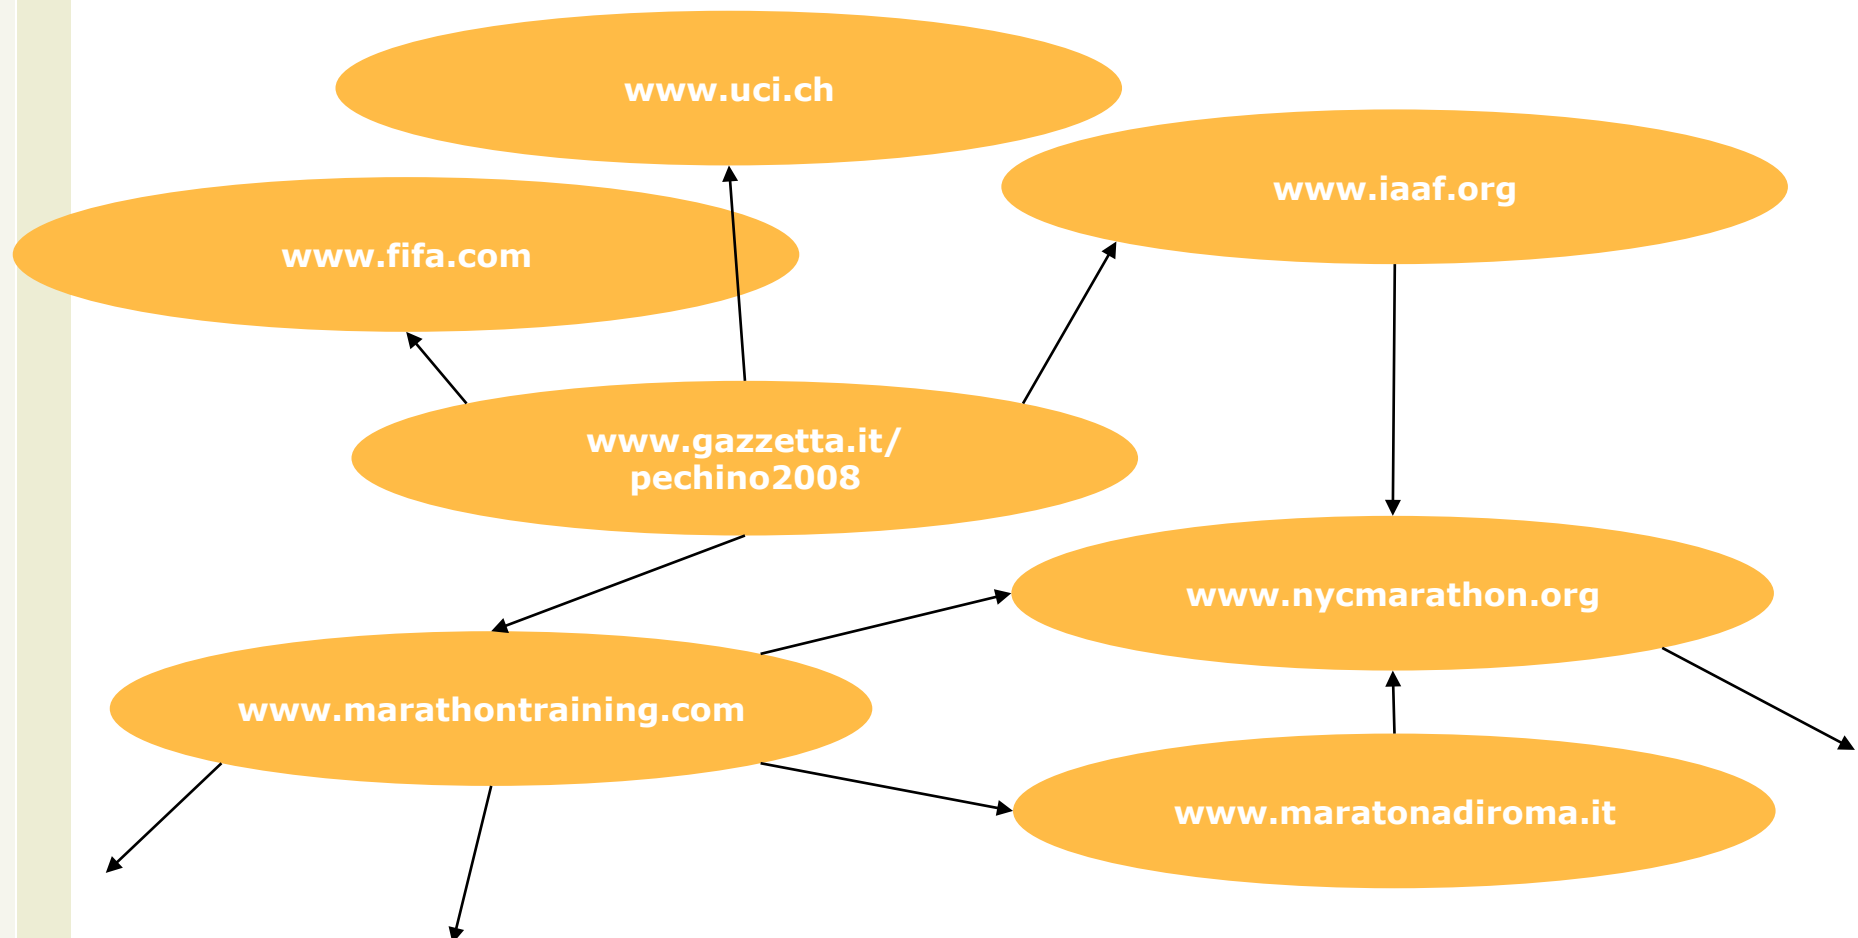 www.uci.ch
www.iaaf.org
www.fifa.com
www.gazzetta.it/
pechino2008
www.nycmarathon.org
www.marathontraining.com
www.maratonadiroma.it